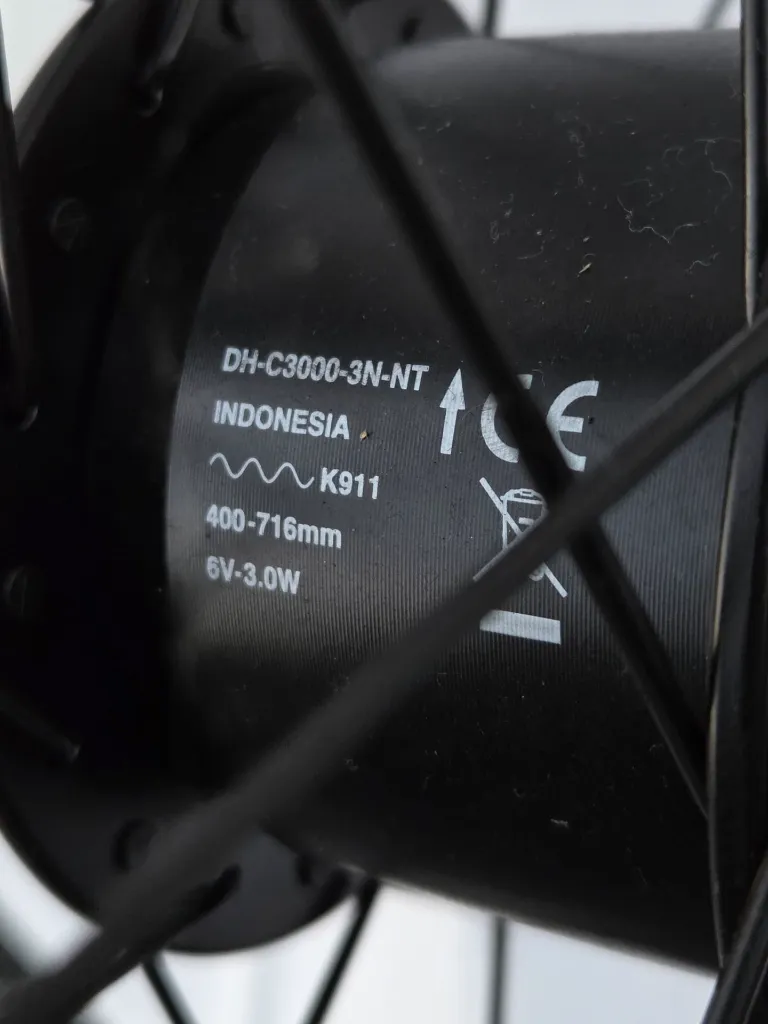 DH-C3000-3N-NT
INDONESIA
K911
400-716mm
6V-3.0W
CE